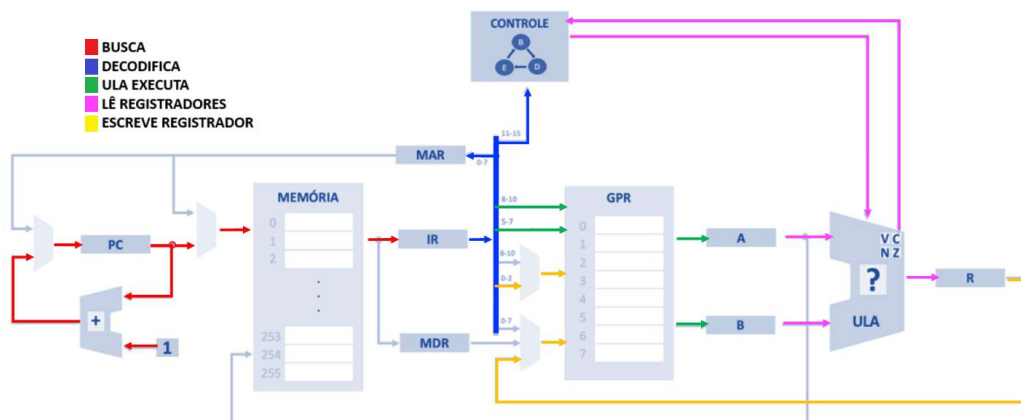 CONTROLE
B
E D
BUSCA
DECODIFICA
ULA EXECUTA
LÊ REGISTRADORES
ESCREVE REGISTRADOR
11-15
MAR
0-7
MEMÓRIA
GPR
8-10
5-7
0
1
2
PC
IR
A
V C
N Z
8-10
0-2
0
1
2
3
4
5
6
7
?
R
+
1
.
.
.
0-7
B
ULA
253
254
255
MDR